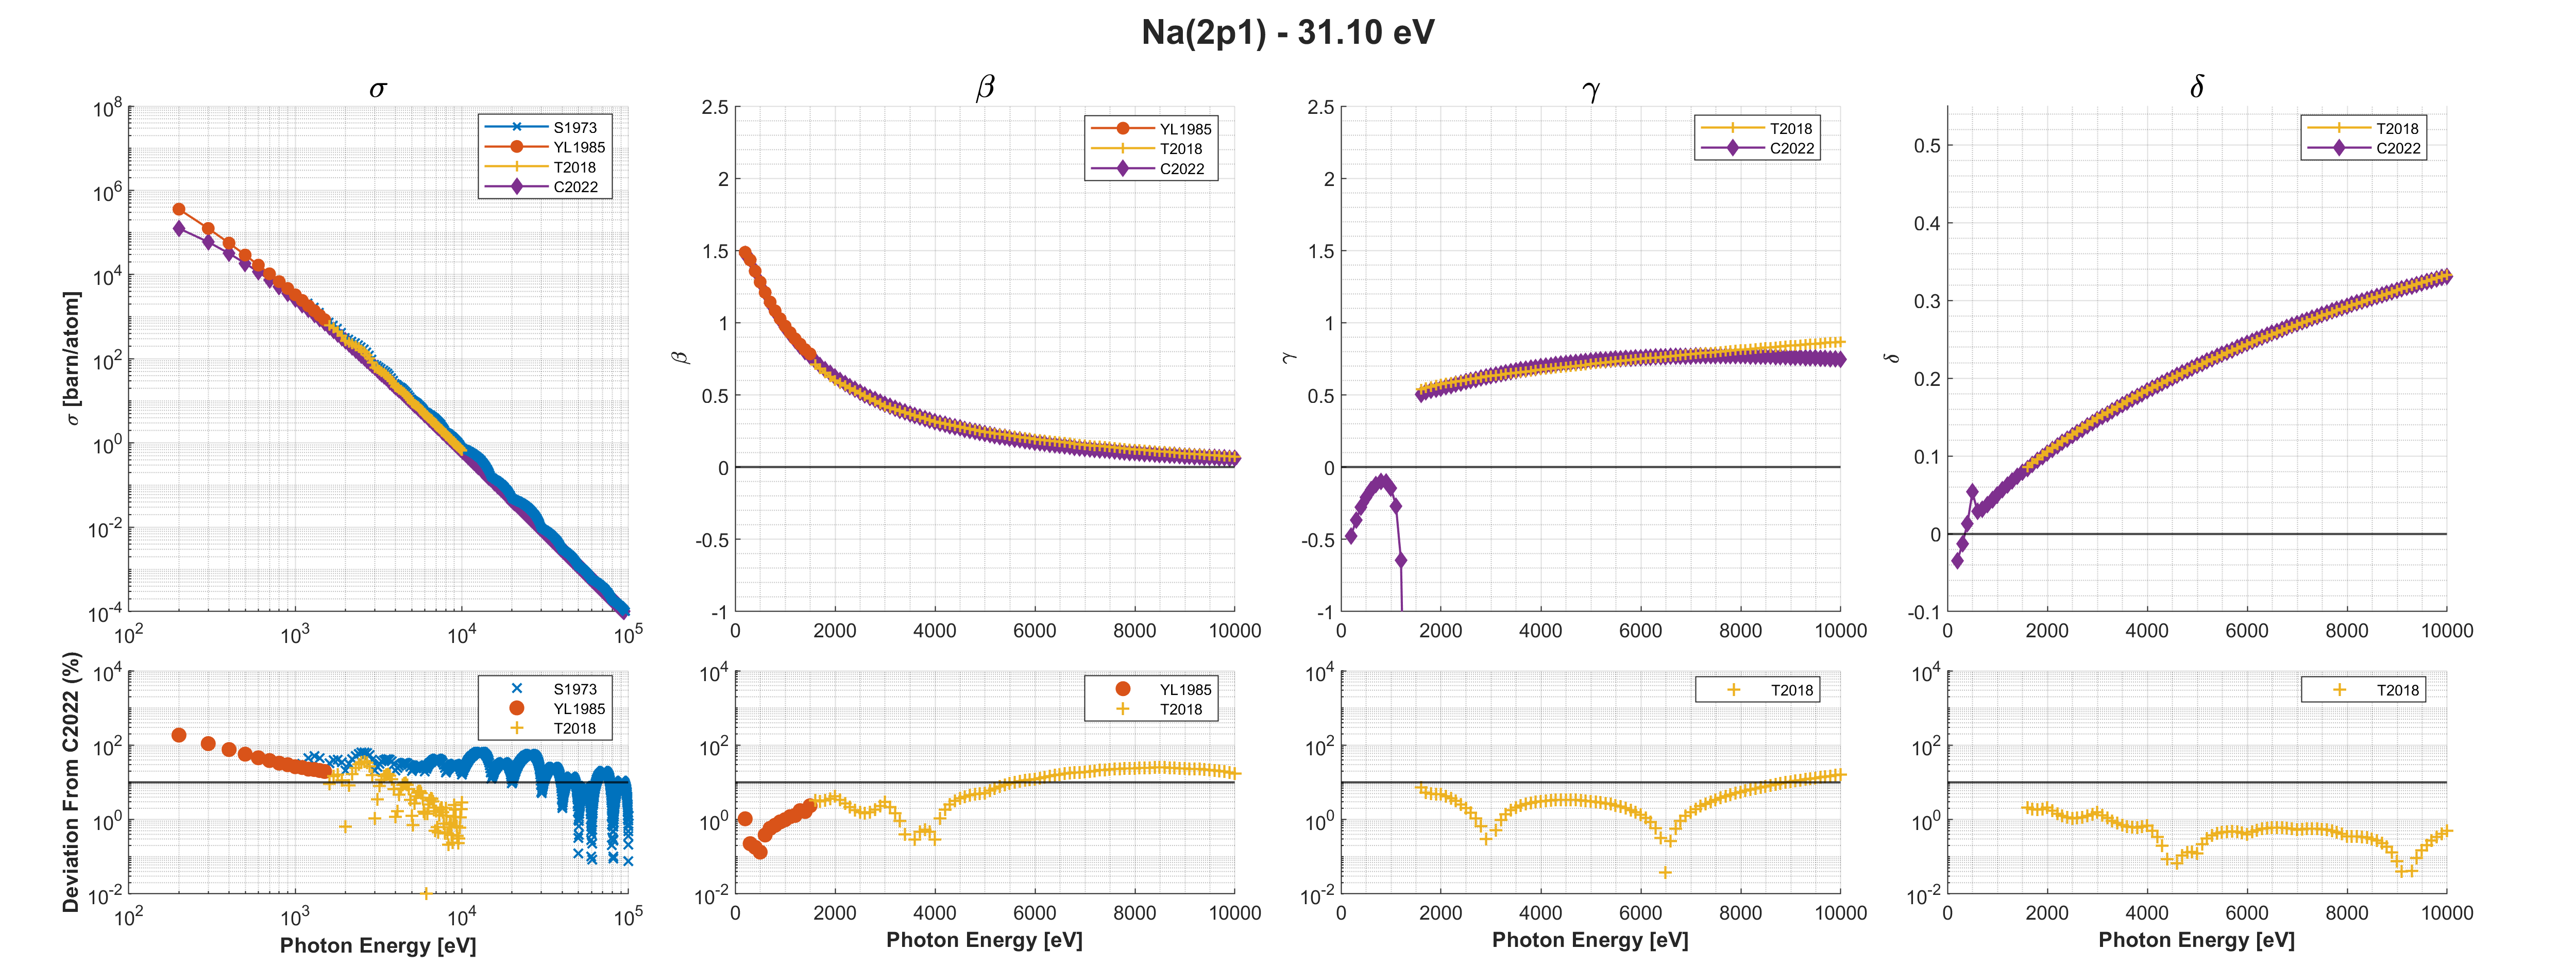 Na(2p1) - 31.10 eV
σ
β
γ
δ
10^8
10^6
10^4
10^2
10^0
10^-2
10^-4
σ [barn/atom]
10^2
10^3
10^4
10^5
S1973
YL1985
T2018
C2022
2.5
2
1.5
1
0.5
0
-0.5
-1
β
0
2000
4000
6000
8000
10000
YL1985
T2018
C2022
2.5
2
1.5
1
0.5
0
-0.5
-1
γ
0
2000
4000
6000
8000
10000
T2018
C2022
0.5
0.4
0.3
0.2
0.1
0
-0.1
δ
0
2000
4000
6000
8000
10000
T2018
C2022
10^4
10^2
10^0
10^-2
Deviation From C2022 (%)
10^2
10^3
10^4
10^5
Photon Energy [eV]
S1973
YL1985
T2018
10^4
10^2
10^0
10^-2
0
2000
4000
6000
8000
10000
Photon Energy [eV]
YL1985
T2018
10^4
10^2
10^0
10^-2
0
2000
4000
6000
8000
10000
Photon Energy [eV]
T2018
10^4
10^2
10^0
10^-2
0
2000
4000
6000
8000
10000
Photon Energy [eV]
T2018